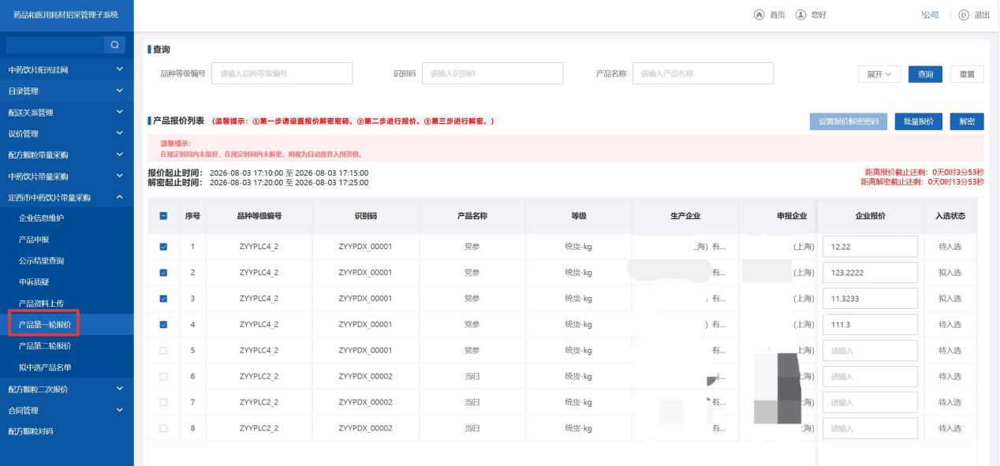 药品和医用耗材招采管理子系统
首页 您好 公司 退出
中药饮片阳光挂网
目录管理
配送关系管理
议价管理
配方颗粒带量采购
中药饮片带量采购
定西市中药饮片带量采购
企业信息维护
产品申报
公示结果查询
申诉质疑
产品资料上传
产品第一轮报价
产品第二轮报价
拟中选产品名单
配方颗粒二次报价
合同管理
配方颗粒对码
查询
品种等级编号 请输入品种等级编号 识别码 请输入识别码 产品名称 请输入产品名称 展开 查询 重置
产品报价列表 (温馨提示：①第一步请设置报价解密密码。②第二步进行报价。③第三步进行解密。) 设置报价解密密码 批量报价 解密
温馨提示：
在规定时间内未报价，在规定时间内未解密，则视为自动放弃入围资格。
报价起止时间： 2026-08-03 17:10:00 至 2026-08-03 17:15:00 距离报价截止还剩：0天0时3分53秒
解密起止时间： 2026-08-03 17:20:00 至 2026-08-03 17:25:00 距离解密截止还剩：0天0时13分53秒
序号 品种等级编号 识别码 产品名称 等级 生产企业 申报企业 企业报价 入选状态
1 ZYYPLC4_2 ZYYPDX_00001 党参 统货-kg 海）有... (上海) 12.22 待入选
2 ZYYPLC4_2 ZYYPDX_00001 党参 统货-kg 有... (上海) 123.2222 拟入选
3 ZYYPLC4_2 ZYYPDX_00001 党参 统货-kg ）有... (上海) 11.3233 拟入选
4 ZYYPLC4_2 ZYYPDX_00001 党参 统货-kg ）有... (上海) 111.3 待入选
5 ZYYPLC4_2 ZYYPDX_00001 党参 统货-kg 有... 上海) 请输入 待入选
6 ZYYPLC2_2 ZYYPDX_00002 当归 统货-kg 有... 上海) 请输入 待入选
7 ZYYPLC2_2 ZYYPDX_00002 当归 统货-kg 有... 上海) 请输入 待入选
8 ZYYPLC2_2 ZYYPDX_00002 当归 统货-kg 有... 海) 请输入 待入选